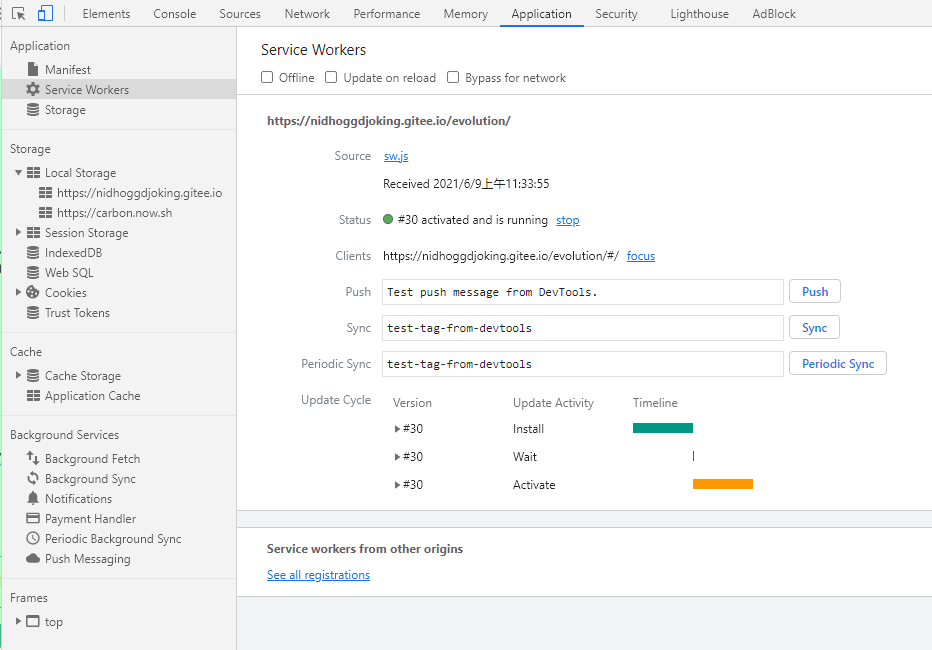 Elements Console Sources Network Performance Memory Application Security Lighthouse AdBlock
Application
Manifest
Service Workers
Storage
Storage
Local Storage
https://nidhoggdjoking.gitee.io
https://carbon.now.sh
Session Storage
IndexedDB
Web SQL
Cookies
Trust Tokens
Cache
Cache Storage
Application Cache
Background Services
Background Fetch
Background Sync
Notifications
Payment Handler
Periodic Background Sync
Push Messaging
Frames
top
Service Workers
Offline Update on reload Bypass for network
https://nidhoggdjoking.gitee.io/evolution/
Source sw.js
Received 2021/6/9上午11:33:55
Status #30 activated and is running stop
Clients https://nidhoggdjoking.gitee.io/evolution/#/ focus
Push Test push message from DevTools. Push
Sync test-tag-from-devtools Sync
Periodic Sync test-tag-from-devtools Periodic Sync
Update Cycle Version Update Activity Timeline
#30 Install
#30 Wait
#30 Activate
Service workers from other origins
See all registrations